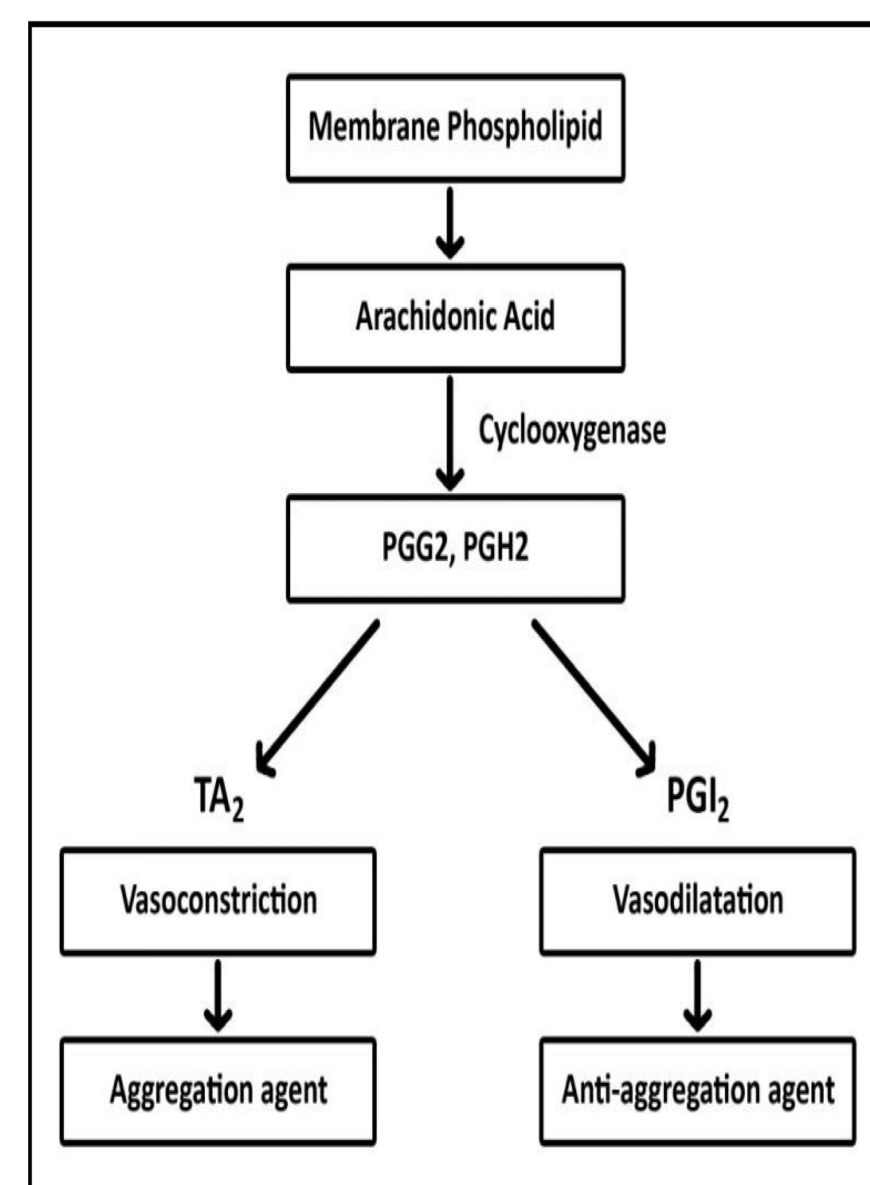 Membrane Phospholipid
Arachidonic Acid
Cyclooxygenase
PGG2, PGH2
TA₂
PGI₂
Vasoconstriction
Vasodilatation
Aggregation agent
Anti-aggregation agent